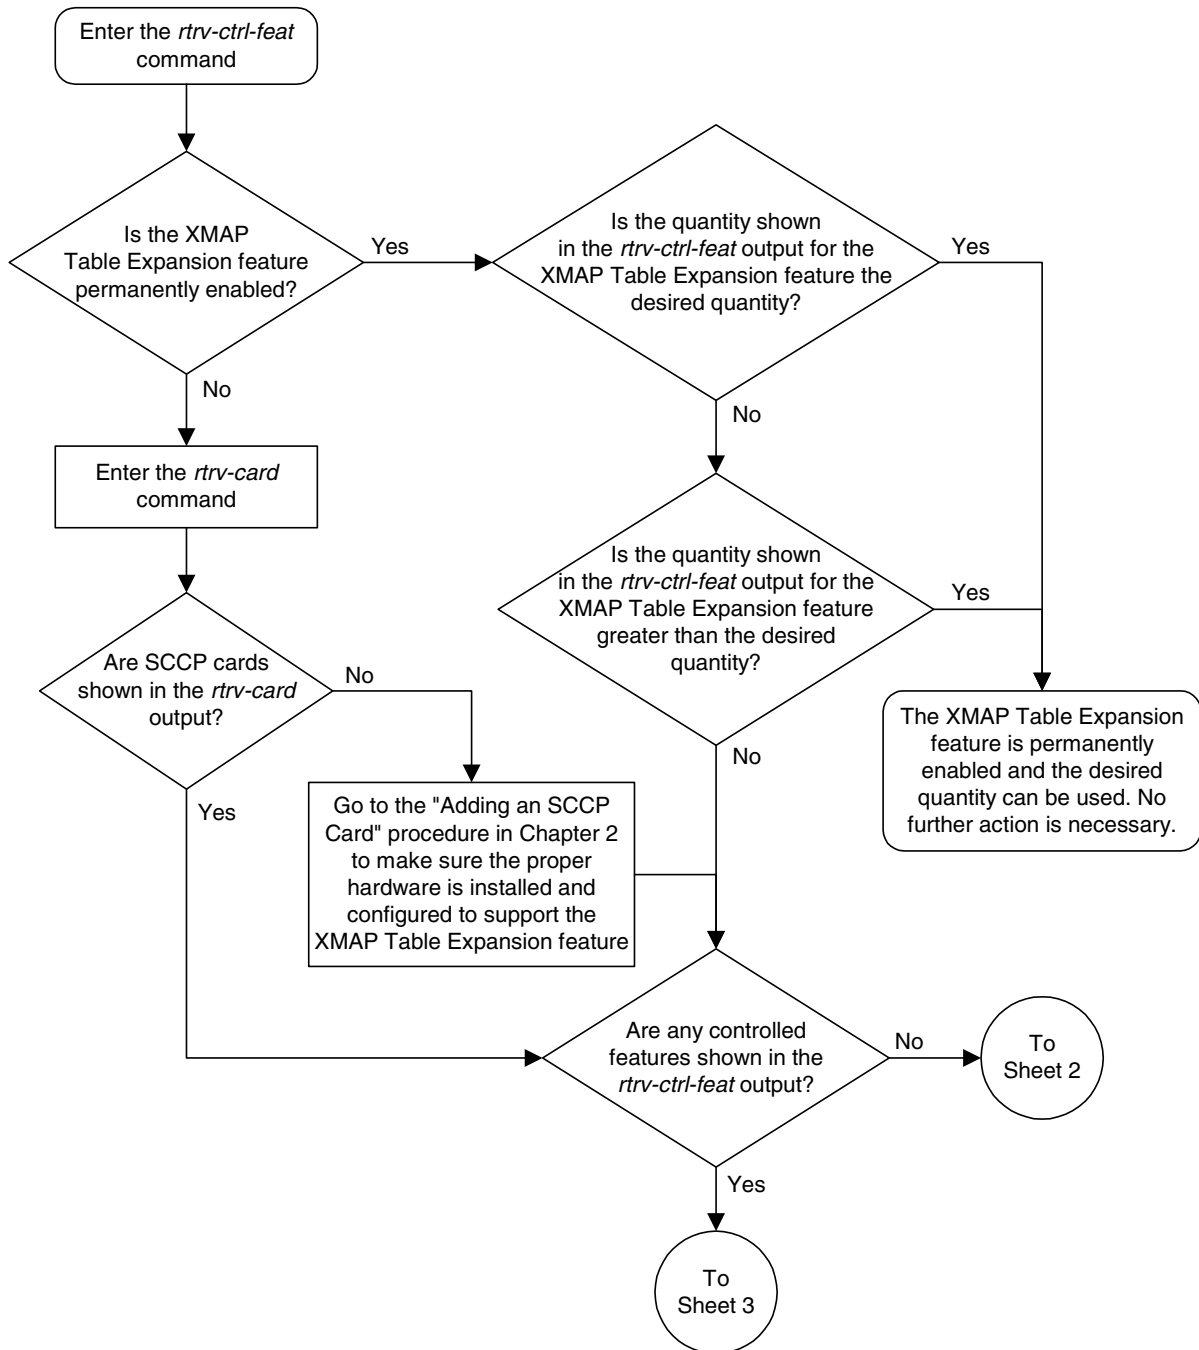 Enter the rtrv-ctrl-feat
command
Is the XMAP
Table Expansion feature
permanently enabled?
Yes
No
Is the quantity shown
in the rtrv-ctrl-feat output for the
XMAP Table Expansion feature the
desired quantity?
Yes
No
Enter the rtrv-card
command
Is the quantity shown
in the rtrv-ctrl-feat output for the
XMAP Table Expansion feature
greater than the desired
quantity?
Yes
No
Are SCCP cards
shown in the rtrv-card
output?
No
Yes
The XMAP Table Expansion
feature is permanently
enabled and the desired
quantity can be used. No
further action is necessary.
Go to the "Adding an SCCP
Card" procedure in Chapter 2
to make sure the proper
hardware is installed and
configured to support the
XMAP Table Expansion feature
Are any controlled
features shown in the
rtrv-ctrl-feat output?
No
Yes
To
Sheet 2
To
Sheet 3